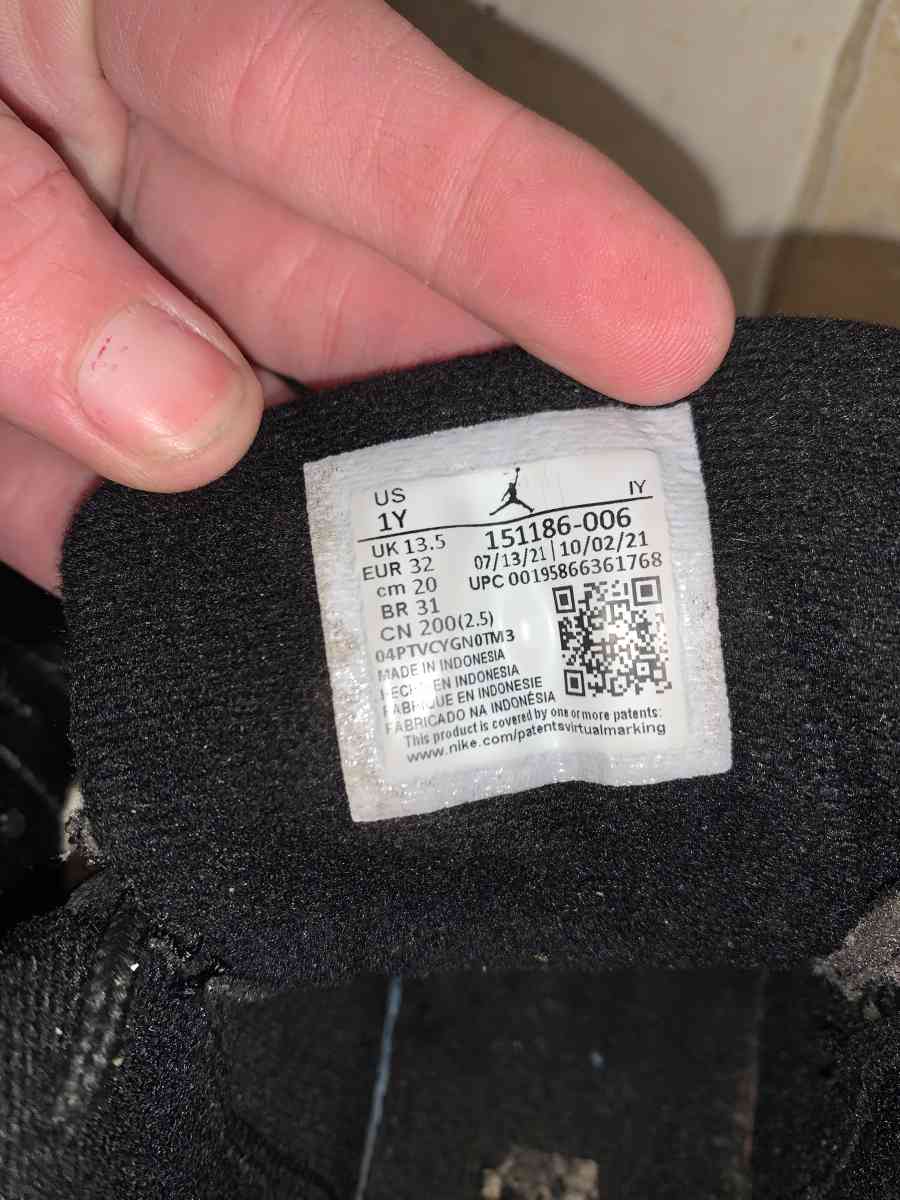 US
1Y
IY
UK 13.5
EUR 32
cm 20
BR 31
CN 200(2.5)
151186-006
07/13/21 | 10/02/21
UPC 00195866361768
04PTVCYGN0TM3
MADE IN INDONESIA
HECHO EN INDONESIA
FABRIQUE EN INDONESIE
FABRICADO NA INDONÉSIA
This product is covered by one or more patents:
www.nike.com/patentsvirtualmarking